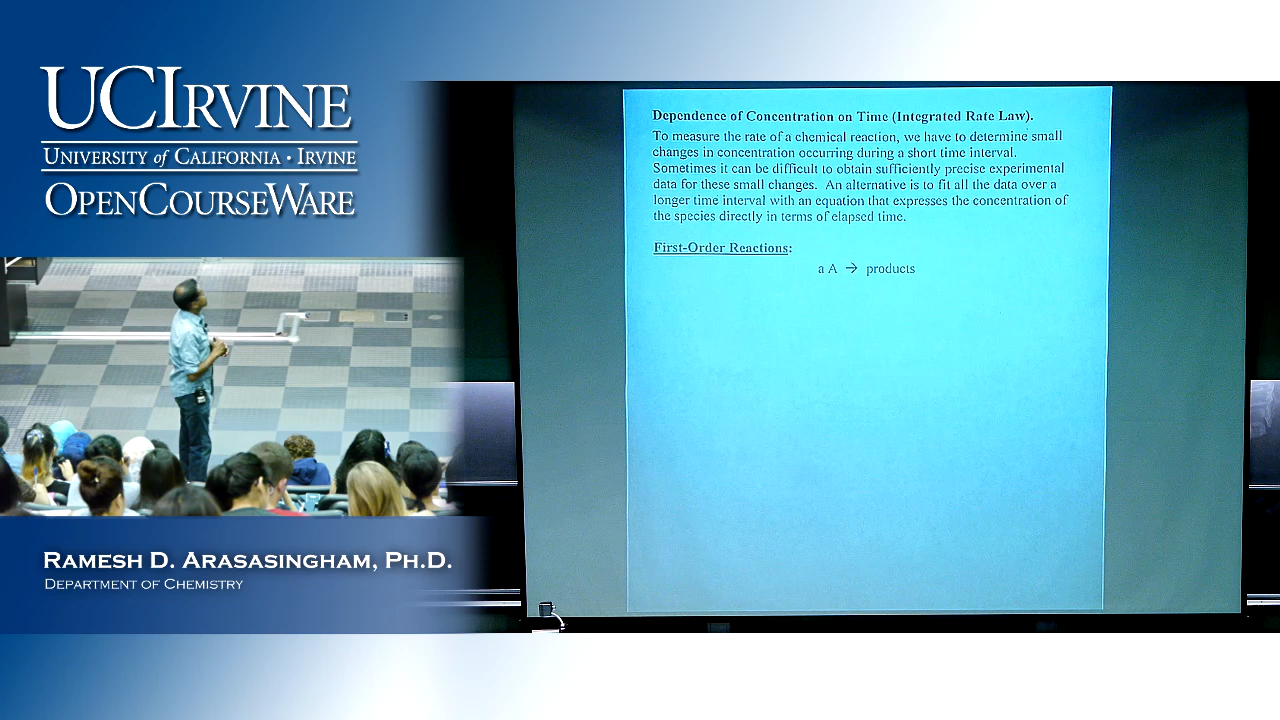 UCIRVINE
UNIVERSITY of CALIFORNIA · IRVINE
OPENCOURSEWARE
RAMESH D. ARASASINGHAM, PH.D.
DEPARTMENT OF CHEMISTRY
Dependence of Concentration on Time (Integrated Rate Law).
To measure the rate of a chemical reaction, we have to determine small
changes in concentration occurring during a short time interval.
Sometimes it can be difficult to obtain sufficiently precise experimental
data for these small changes. An alternative is to fit all the data over a
longer time interval with an equation that expresses the concentration of
the species directly in terms of elapsed time.
First-Order Reactions:
a A → products